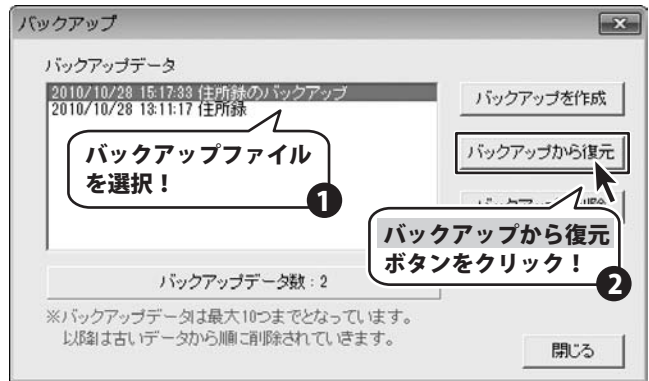 バックアップ
バックアップデータ
2010/10/28 15:17:33 住所録のバックアップ
2010/10/28 13:11:17 住所録
バックアップを作成
バックアップから復元
バックアップファイル
を選択！
1
バックアップから復元
ボタンをクリック！
2
バックアップデータ数：2
※バックアップデータは最大10つまでとなっています。
以降は古いデータから順に削除されていきます。
閉じる